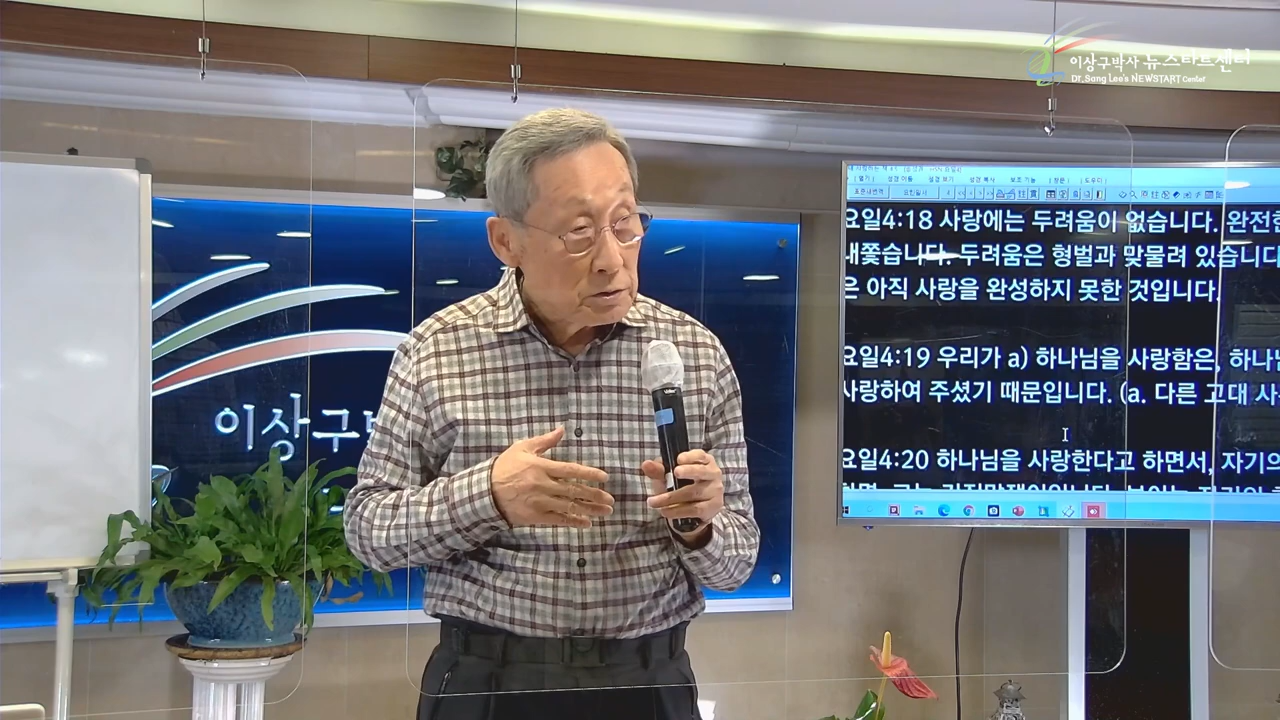 이상구박사 뉴스타트센터
Dr. Sang Lee's NEWSTART Center
이상구박
요일4:18 사랑에는 두려움이 없습니다. 완전한
내쫓습니다. 두려움은 형벌과 맞물려 있습니다
은 아직 사랑을 완성하지 못한 것입니다.
요일4:19 우리가 a) 하나님을 사랑함은, 하나님
사랑하여 주셨기 때문입니다. (a. 다른 고대 사
요일4:20 하나님을 사랑한다고 하면서, 자기의